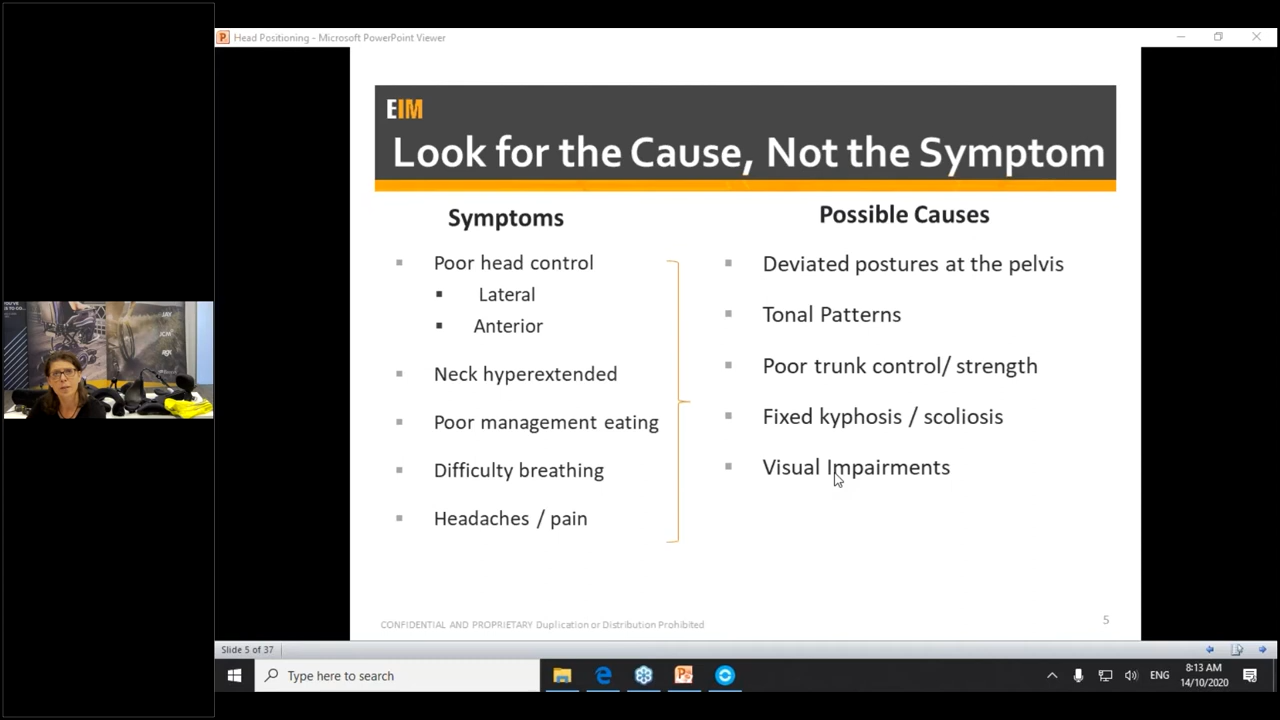 Head Positioning - Microsoft PowerPoint Viewer
EIM
Look for the Cause, Not the Symptom
Symptoms
Poor head control
Lateral
Anterior
Neck hyperextended
Poor management eating
Difficulty breathing
Headaches / pain
Possible Causes
Deviated postures at the pelvis
Tonal Patterns
Poor trunk control/ strength
Fixed kyphosis / scoliosis
Visual Impairments
CONFIDENTIAL AND PROPRIETARY Duplication or Distribution Prohibited
5
Slide 5 of 37
Type here to search
ENG
8:13 AM
14/10/2020